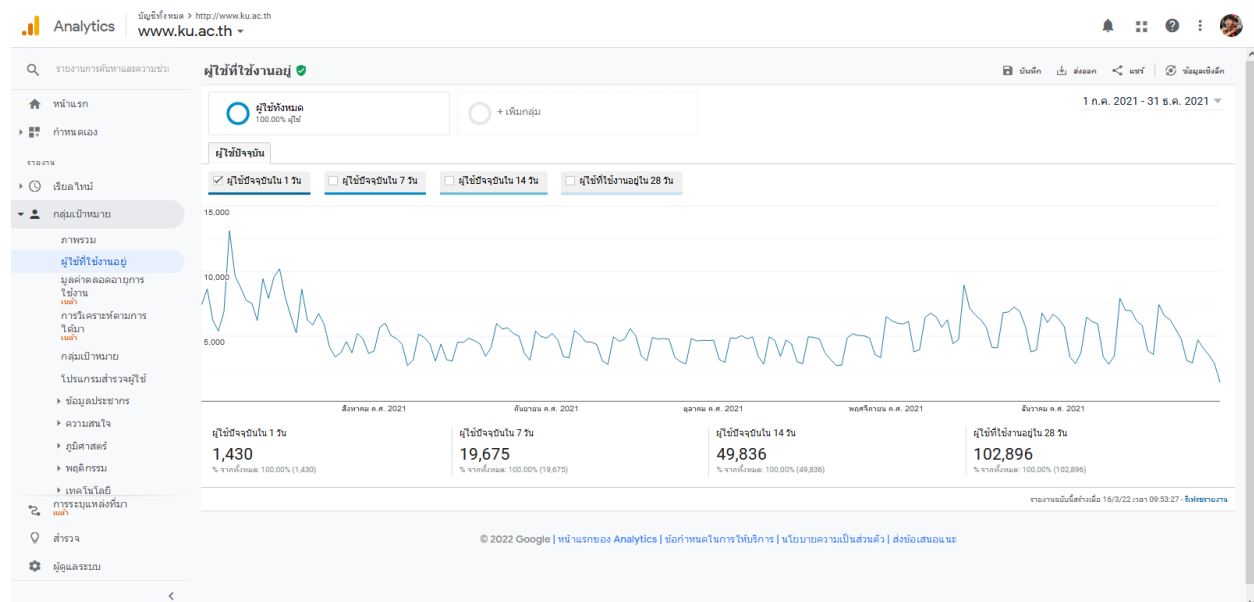 Analytics
บัญชีทั้งหมด > http://www.ku.ac.th
www.ku.ac.th
รายงานการค้นหาและความช่วย
หน้าแรก
กำหนดเอง
รายงาน
เรียลไทม์
กลุ่มเป้าหมาย
ภาพรวม
ผู้ใช้ที่ใช้งานอยู่
มูลค่าตลอดอายุการ
ใช้งาน
เบต้า
การวิเคราะห์ตามการ
ได้มา
เบต้า
กลุ่มเป้าหมาย
โปรแกรมสำรวจผู้ใช้
ข้อมูลประชากร
ความสนใจ
ภูมิศาสตร์
พฤติกรรม
เทคโนโลยี
การระบุแหล่งที่มา
เบต้า
สำรวจ
ผู้ดูแลระบบ
ผู้ใช้ที่ใช้งานอยู่
บันทึก ส่งออก แชร์ ข้อมูลเชิงลึก
ผู้ใช้ทั้งหมด
100.00% ผู้ใช้
+ เพิ่มกลุ่ม
1 ก.ค. 2021 - 31 ธ.ค. 2021
ผู้ใช้ปัจจุบัน
ผู้ใช้ปัจจุบันใน 1 วัน ผู้ใช้ปัจจุบันใน 7 วัน ผู้ใช้ปัจจุบันใน 14 วัน ผู้ใช้ที่ใช้งานอยู่ใน 28 วัน
15,000
10,000
5,000
สิงหาคม ค.ศ. 2021 กันยายน ค.ศ. 2021 ตุลาคม ค.ศ. 2021 พฤศจิกายน ค.ศ. 2021 ธันวาคม ค.ศ. 2021
ผู้ใช้ปัจจุบันใน 1 วัน
1,430
% จากทั้งหมด: 100.00% (1,430)
ผู้ใช้ปัจจุบันใน 7 วัน
19,675
% จากทั้งหมด: 100.00% (19,675)
ผู้ใช้ปัจจุบันใน 14 วัน
49,836
% จากทั้งหมด: 100.00% (49,836)
ผู้ใช้ที่ใช้งานอยู่ใน 28 วัน
102,896
% จากทั้งหมด: 100.00% (102,896)
รายงานฉบับนี้สร้างเมื่อ 16/3/22 เวลา 09:53:27 - รีเฟรชรายงาน
© 2022 Google | หน้าแรกของ Analytics | ข้อกำหนดในการให้บริการ | นโยบายความเป็นส่วนตัว | ส่งข้อเสนอแนะ